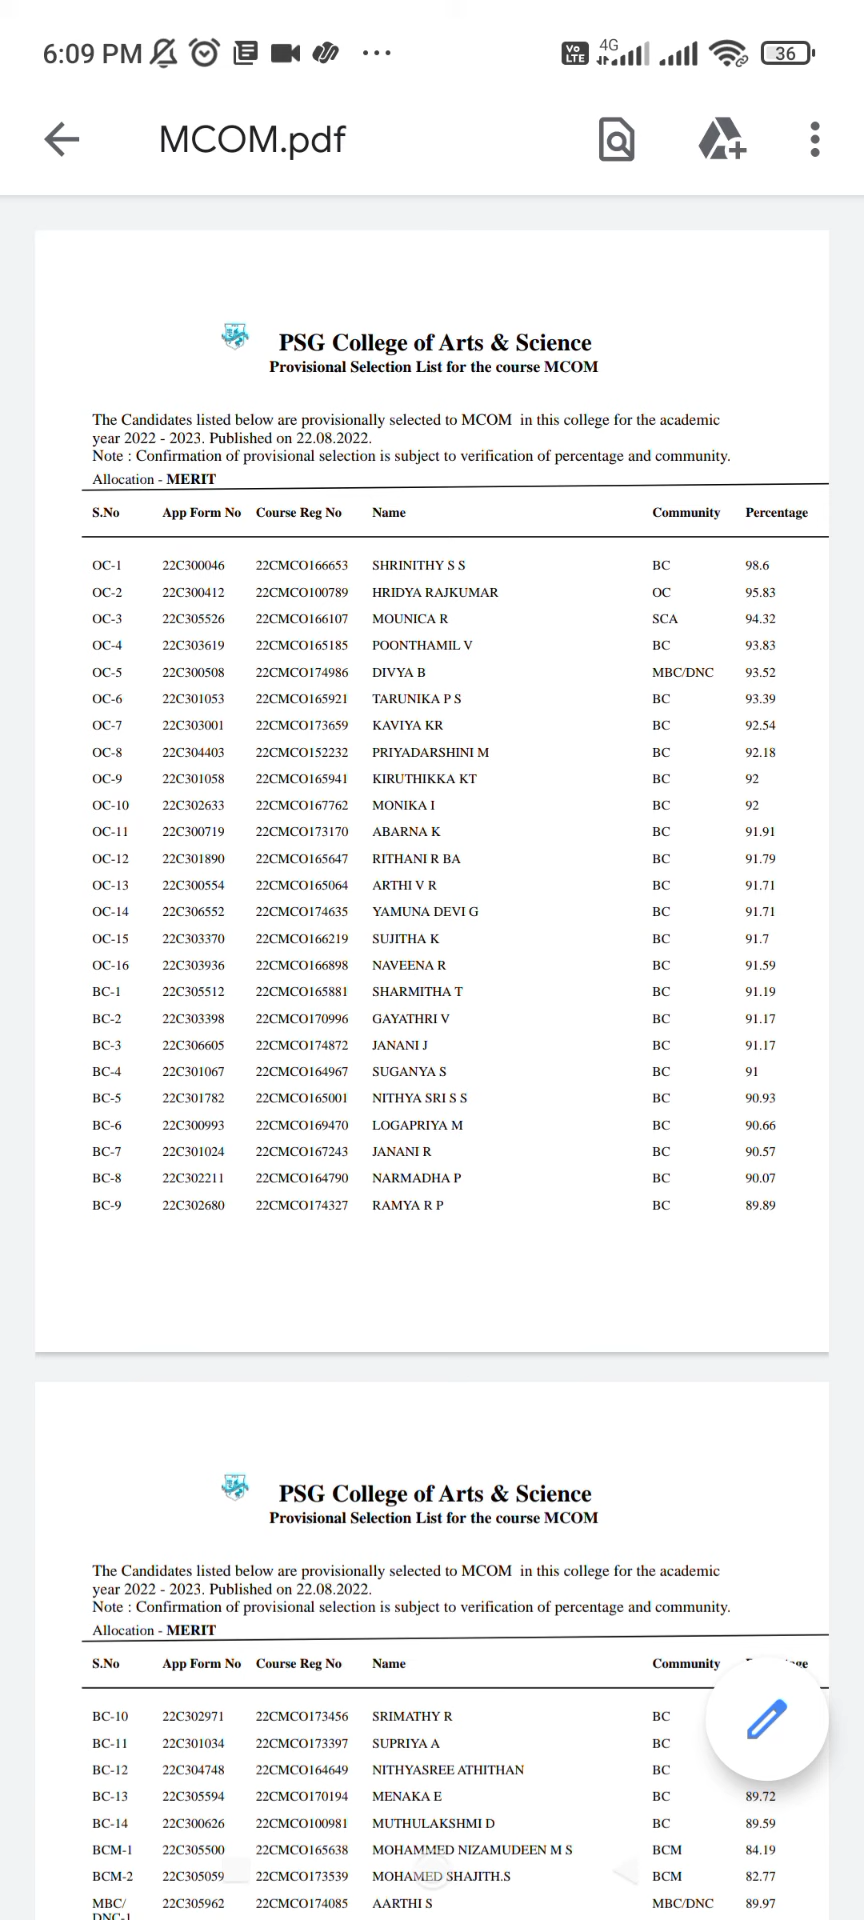 6:09 PM ... Vo LTE 4G 36
MCOM.pdf
PSG College of Arts & Science
Provisional Selection List for the course MCOM
The Candidates listed below are provisionally selected to MCOM in this college for the academic
year 2022 - 2023. Published on 22.08.2022.
Note : Confirmation of provisional selection is subject to verification of percentage and community.
Allocation - MERIT
S.No App Form No Course Reg No Name Community Percentage
OC-1 22C300046 22CMCO166653 SHRINITHY S S BC 98.6
OC-2 22C300412 22CMCO100789 HRIDYA RAJKUMAR OC 95.83
OC-3 22C305526 22CMCO166107 MOUNICA R SCA 94.32
OC-4 22C303619 22CMCO165185 POONTHAMIL V BC 93.83
OC-5 22C300508 22CMCO174986 DIVYA B MBC/DNC 93.52
OC-6 22C301053 22CMCO165921 TARUNIKA P S BC 93.39
OC-7 22C303001 22CMCO173659 KAVIYA KR BC 92.54
OC-8 22C304403 22CMCO152232 PRIYADARSHINI M BC 92.18
OC-9 22C301058 22CMCO165941 KIRUTHIKKA KT BC 92
OC-10 22C302633 22CMCO167762 MONIKA I BC 92
OC-11 22C300719 22CMCO173170 ABARNA K BC 91.91
OC-12 22C301890 22CMCO165647 RITHANI R BA BC 91.79
OC-13 22C300554 22CMCO165064 ARTHI V R BC 91.71
OC-14 22C306552 22CMCO174635 YAMUNA DEVI G BC 91.71
OC-15 22C303370 22CMCO166219 SUJITHA K BC 91.7
OC-16 22C303936 22CMCO166898 NAVEENA R BC 91.59
BC-1 22C305512 22CMCO165881 SHARMITHA T BC 91.19
BC-2 22C303398 22CMCO170996 GAYATHRI V BC 91.17
BC-3 22C306605 22CMCO174872 JANANI J BC 91.17
BC-4 22C301067 22CMCO164967 SUGANYA S BC 91
BC-5 22C301782 22CMCO165001 NITHYA SRI S S BC 90.93
BC-6 22C300993 22CMCO169470 LOGAPRIYA M BC 90.66
BC-7 22C301024 22CMCO167243 JANANI R BC 90.57
BC-8 22C302211 22CMCO164790 NARMADHA P BC 90.07
BC-9 22C302680 22CMCO174327 RAMYA R P BC 89.89
PSG College of Arts & Science
Provisional Selection List for the course MCOM
The Candidates listed below are provisionally selected to MCOM in this college for the academic
year 2022 - 2023. Published on 22.08.2022.
Note : Confirmation of provisional selection is subject to verification of percentage and community.
Allocation - MERIT
S.No App Form No Course Reg No Name Community
BC-10 22C302971 22CMCO173456 SRIMATHY R BC
BC-11 22C301034 22CMCO173397 SUPRIYA A BC
BC-12 22C304748 22CMCO164649 NITHYASREE ATHITHAN BC
BC-13 22C305594 22CMCO170194 MENAKA E BC 89.72
BC-14 22C300626 22CMCO100981 MUTHULAKSHMI D BC 89.59
BCM-1 22C305500 22CMCO165638 MOHAMMED NIZAMUDEEN M S BCM 84.19
BCM-2 22C305059 22CMCO173539 MOHAMED SHAJITH.S BCM 82.77
MBC/ 22C305962 22CMCO174085 AARTHI S MBC/DNC 89.97
DNC-1